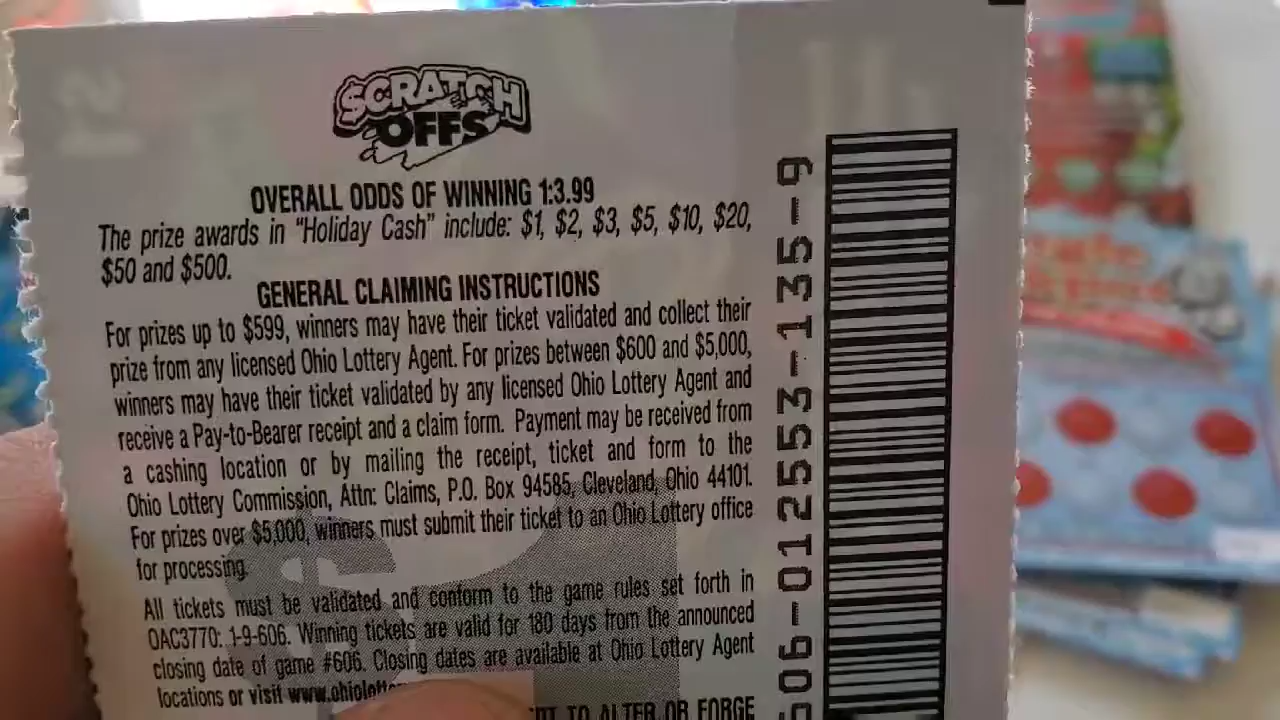 SCRATCH
OFFS
OVERALL ODDS OF WINNING 1:3.99
The prize awards in "Holiday Cash" include: $1, $2, $3, $5, $10, $20,
$50 and $500.
GENERAL CLAIMING INSTRUCTIONS
For prizes up to $599, winners may have their ticket validated and collect their
prize from any licensed Ohio Lottery Agent. For prizes between $600 and $5,000,
winners may have their ticket validated by any licensed Ohio Lottery Agent and
receive a Pay-to-Bearer receipt and a claim form. Payment may be received from
a cashing location or by mailing the receipt, ticket and form to the
Ohio Lottery Commission, Attn: Claims, P.O. Box 94585, Cleveland, Ohio 44101.
For prizes over $5,000, winners must submit their ticket to an Ohio Lottery office
for processing.
All tickets must be validated and conform to the game rules set forth in
OAC3770: 1-9-606. Winning tickets are valid for 180 days from the announced
closing date of game #606. Closing dates are available at Ohio Lottery Agent
locations or visit www.ohiolotte
TO ALTER OR FORGE
606-012553-135-9